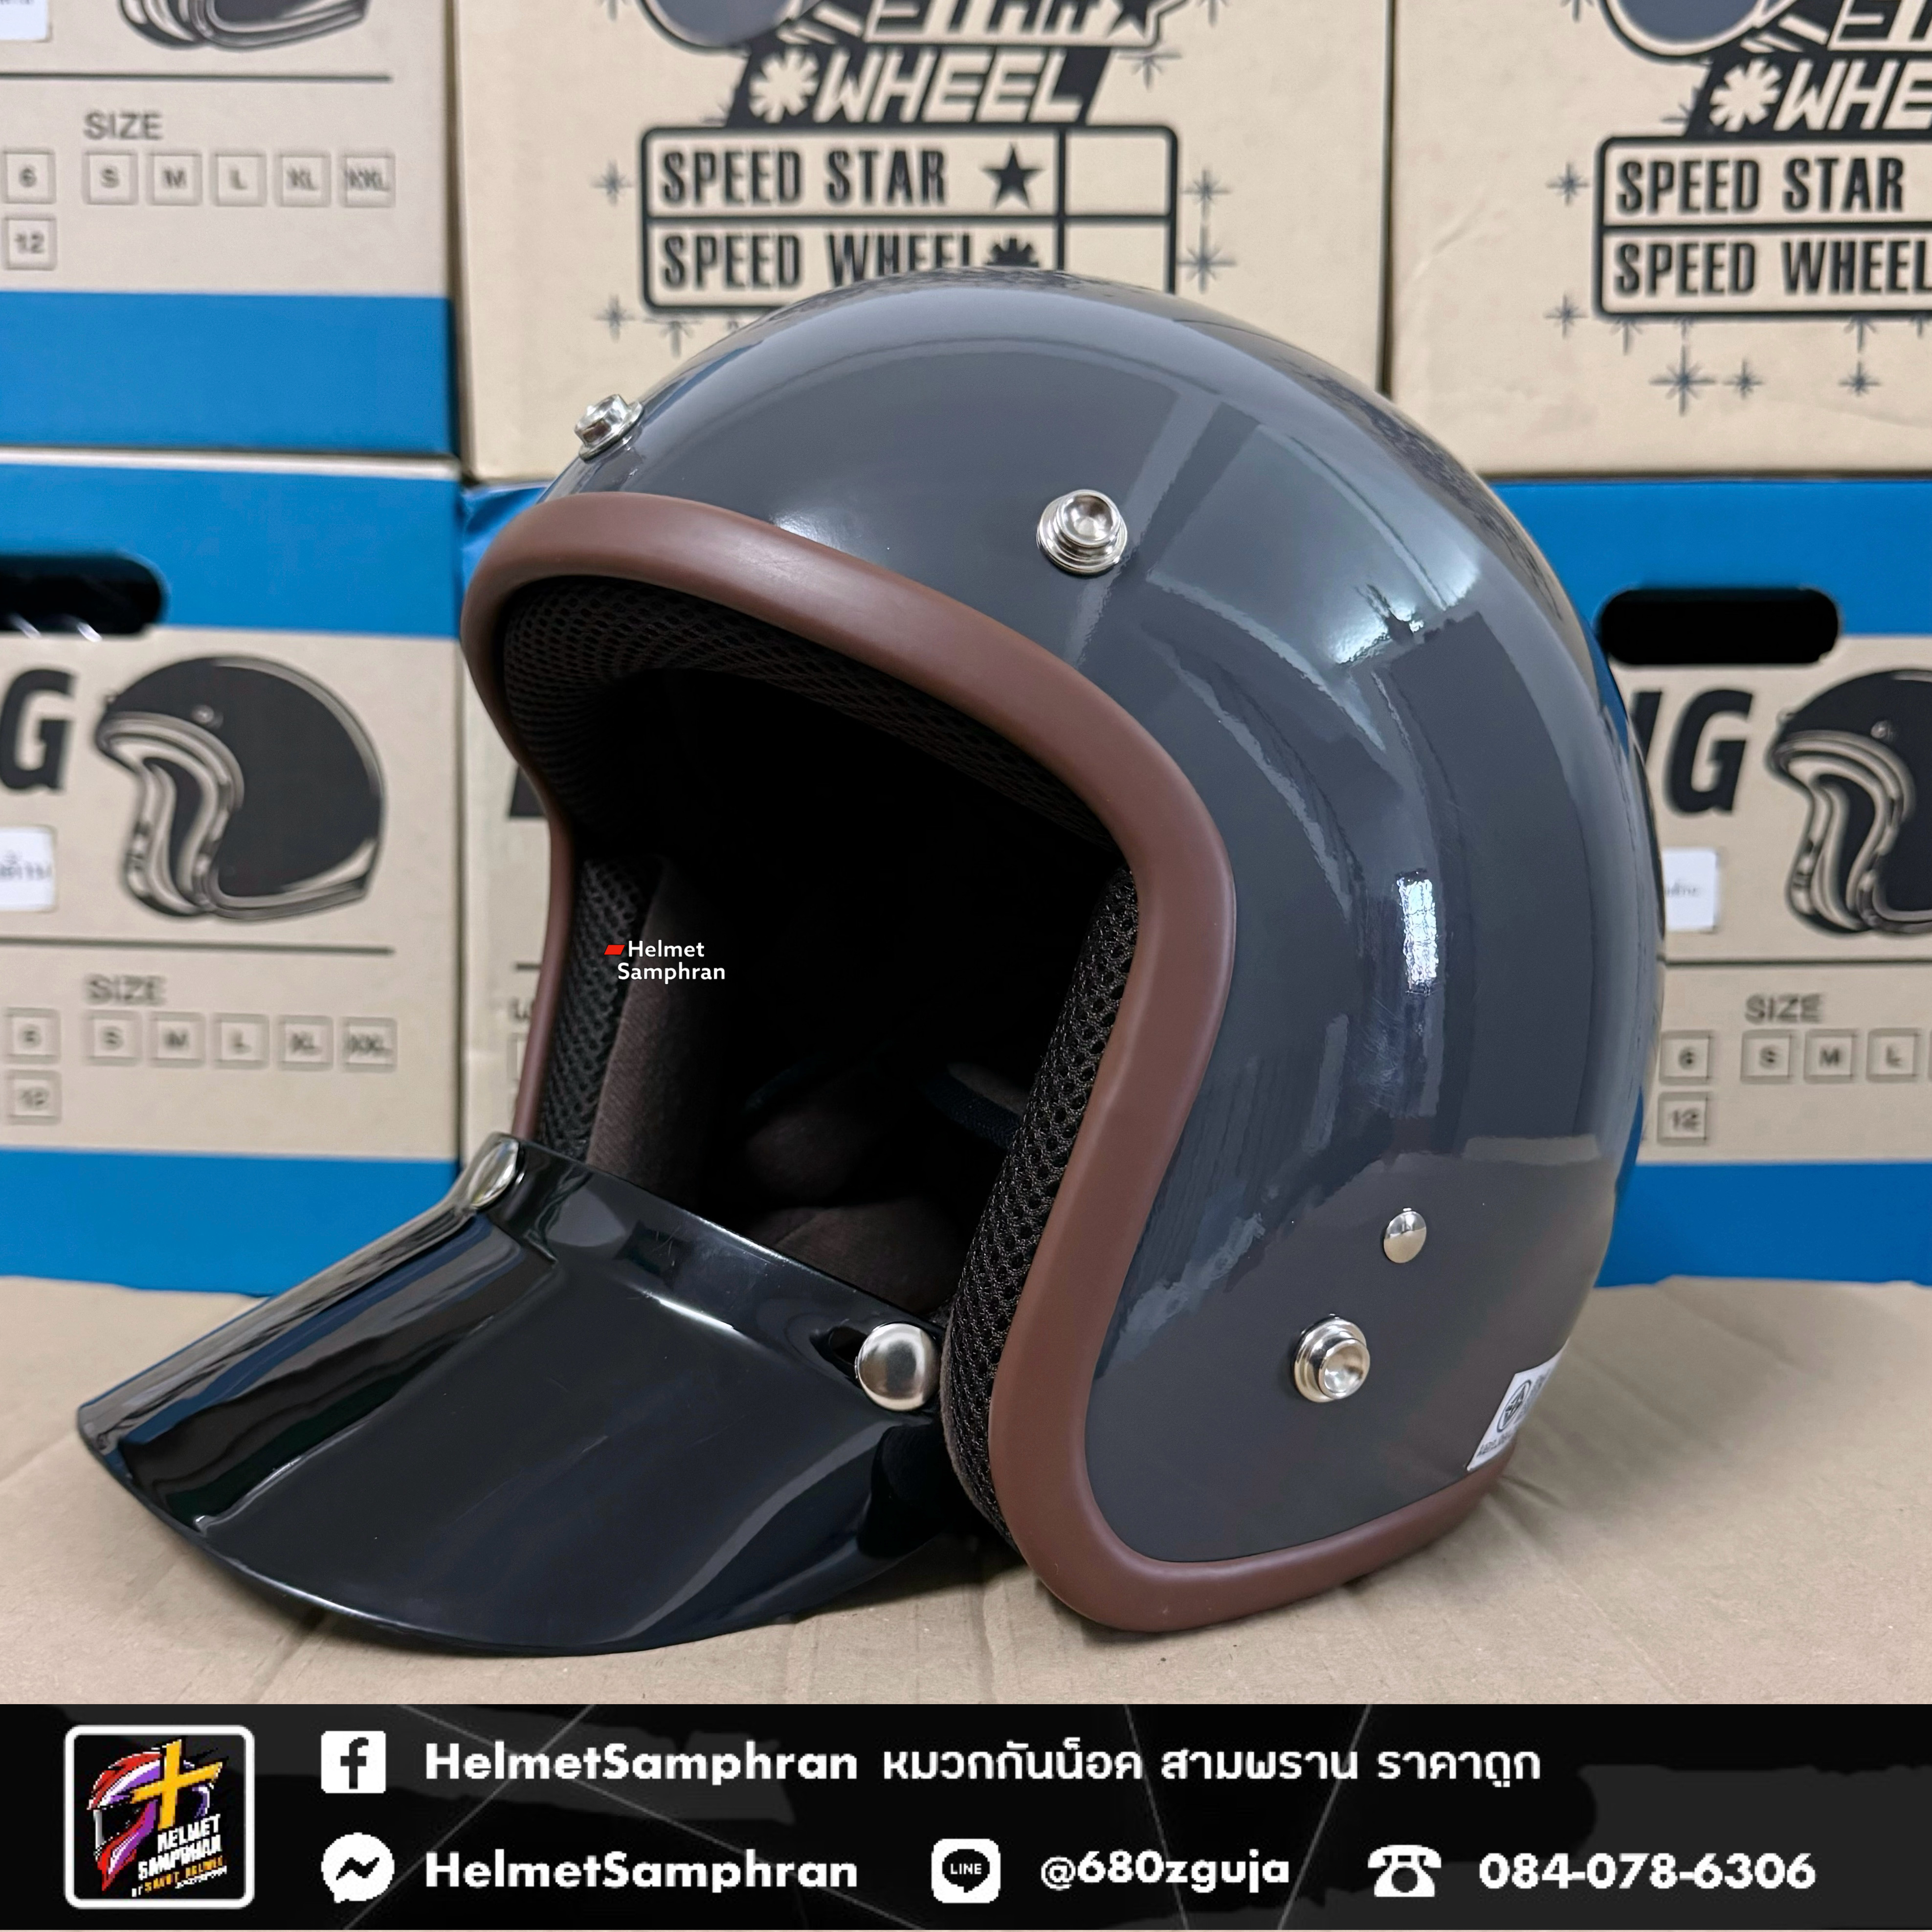 STAR
WHEEL
SPEED STAR
SPEED WHEEL
WHE
SPEED STAR
SPEED WHEEL
SIZE
6 S M L XL XXL
12
G
NG
SIZE
6 S M L XL XXL
12
SIZE
6 S M L
12
Helmet
Samphran
HelmetSamphran หมวกกันน็อค สามพราน ราคาถูก
HELMET
SAMPHRAN
HelmetSamphran
LINE
@680zguja
084-078-6306